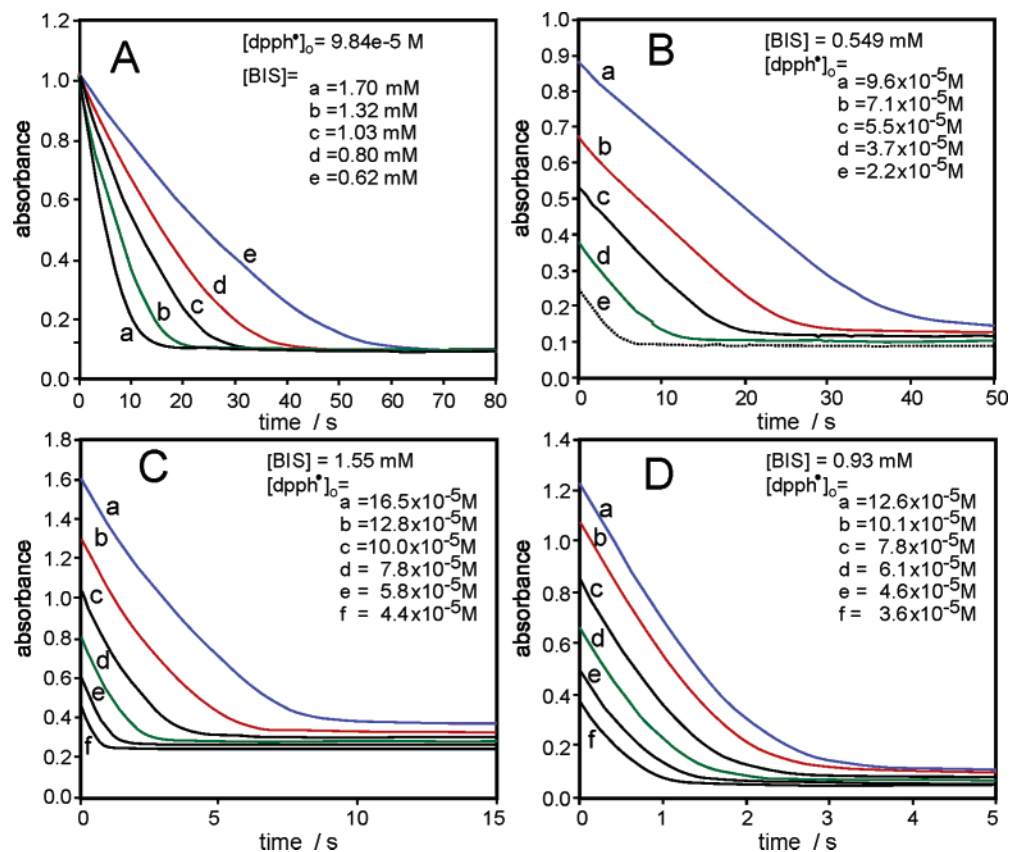 A
[dpph•]o= 9.84e-5 M
[BIS]=
a =1.70 mM
b =1.32 mM
c =1.03 mM
d =0.80 mM
e =0.62 mM
1.2
1.0
0.8
0.6
0.4
0.2
0.0
absorbance
a
b
c
d
e
0 10 20 30 40 50 60 70 80
time / s
B
[BIS] = 0.549 mM
[dpph•]o=
a =9.6x10-5M
b =7.1x10-5M
c =5.5x10-5M
d =3.7x10-5M
e =2.2x10-5M
1.0
0.9
0.8
0.7
0.6
0.5
0.4
0.3
0.2
0.1
0.0
absorbance
a
b
c
d
e
0 10 20 30 40 50
time / s
C
[BIS] = 1.55 mM
[dpph•]o=
a =16.5x10-5M
b =12.8x10-5M
c =10.0x10-5M
d = 7.8x10-5M
e = 5.8x10-5M
f = 4.4x10-5M
1.8
1.6
1.4
1.2
1.0
0.8
0.6
0.4
0.2
0.0
absorbance
a
b
c
d
e
f
0 5 10 15
time / s
D
[BIS] = 0.93 mM
[dpph•]o=
a =12.6x10-5M
b =10.1x10-5M
c = 7.8x10-5M
d = 6.1x10-5M
e = 4.6x10-5M
f = 3.6x10-5M
1.4
1.2
1.0
0.8
0.6
0.4
0.2
0.0
absorbance
a
b
c
d
e
f
0 1 2 3 4 5
time / s